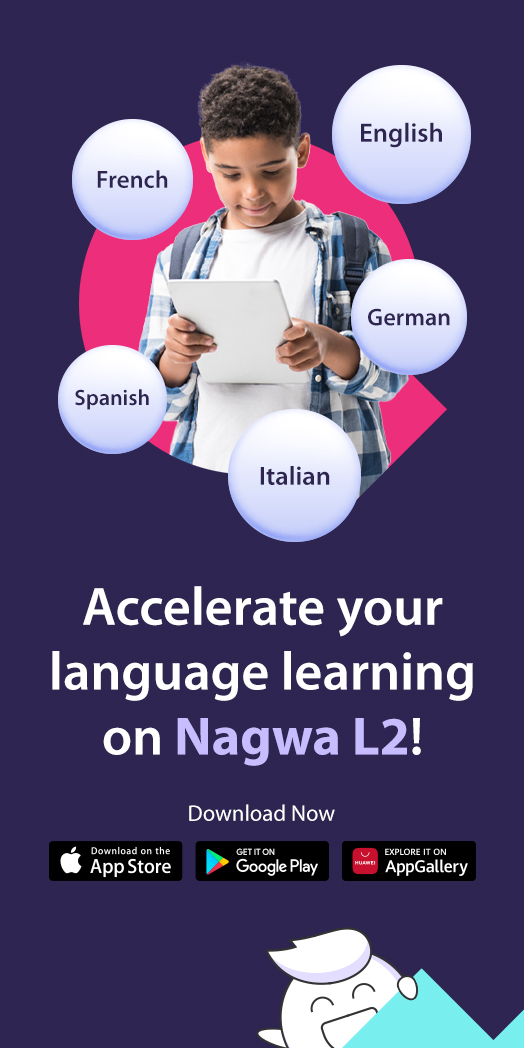 English
French
German
Spanish
Italian
Accelerate your
language learning
on Nagwa L2!
Download Now
Download on the
App Store
GET IT ON
Google Play
HUAWEI
EXPLORE IT ON
AppGallery